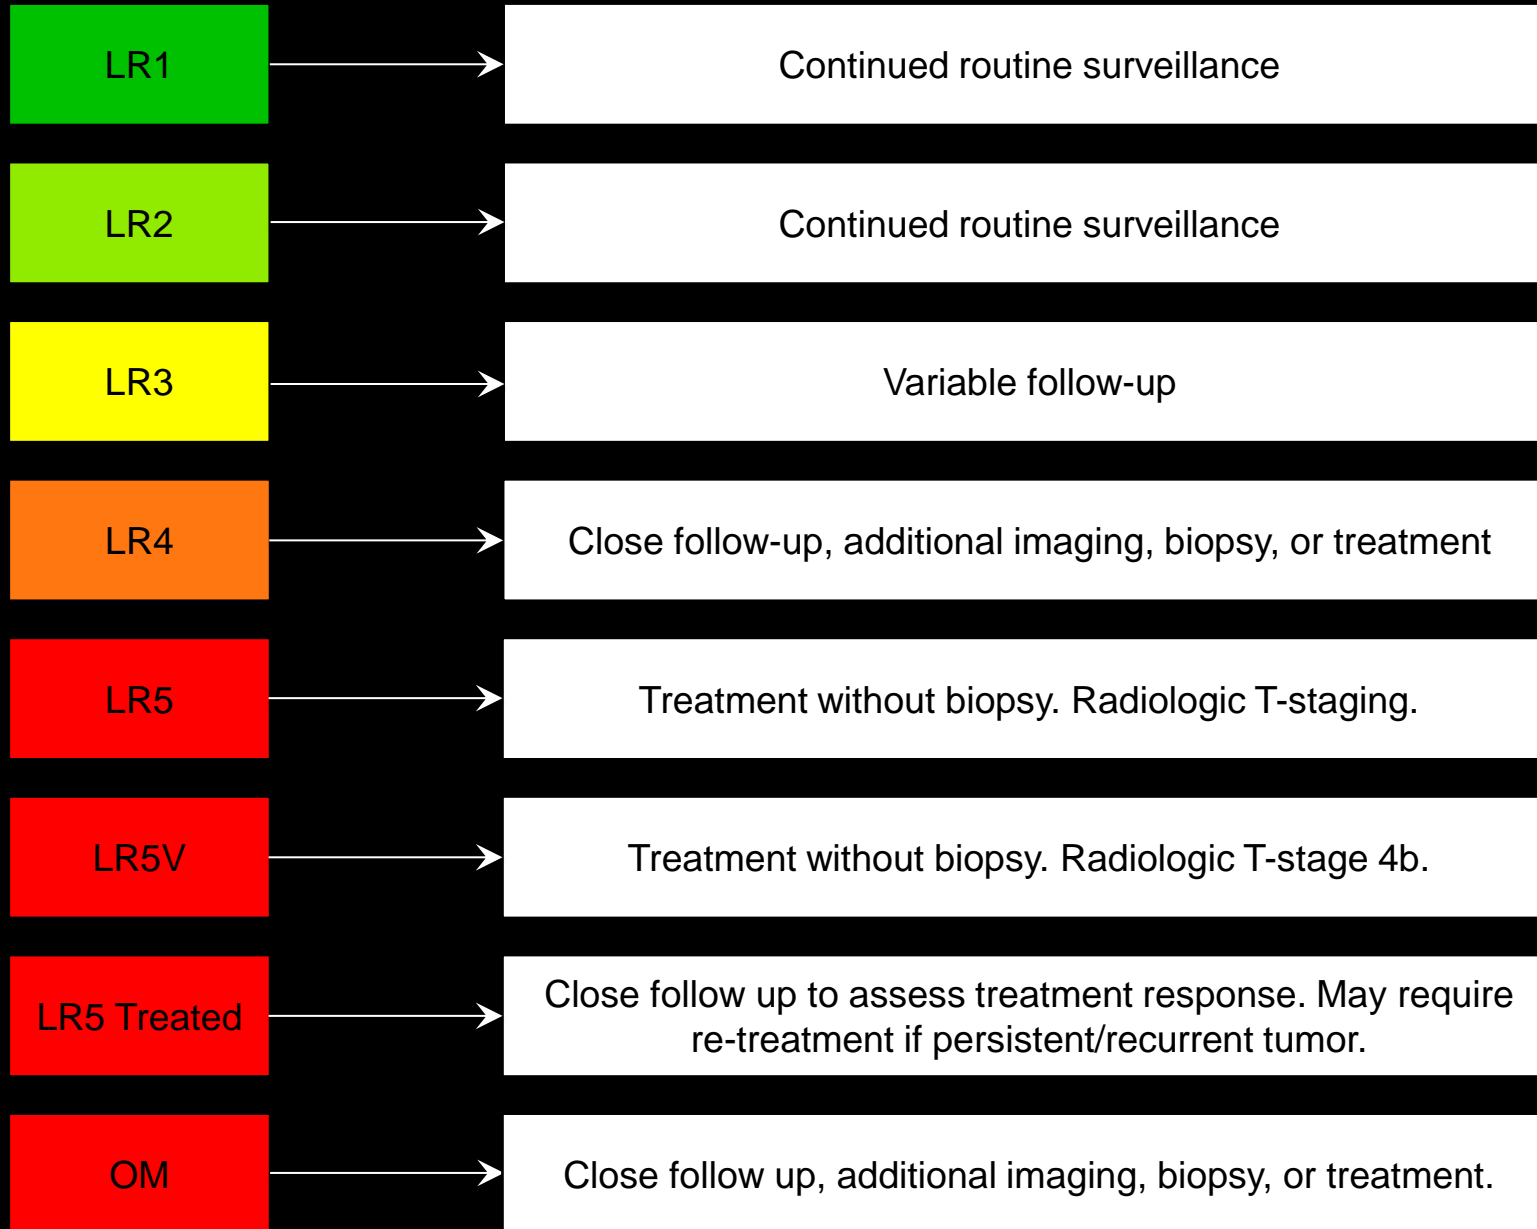 LR1
Continued routine surveillance
LR2
Continued routine surveillance
LR3
Variable follow-up
LR4
Close follow-up, additional imaging, biopsy, or treatment
LR5
Treatment without biopsy. Radiologic T-staging.
LR5V
Treatment without biopsy. Radiologic T-stage 4b.
LR5 Treated
Close follow up to assess treatment response. May require
re-treatment if persistent/recurrent tumor.
OM
Close follow up, additional imaging, biopsy, or treatment.